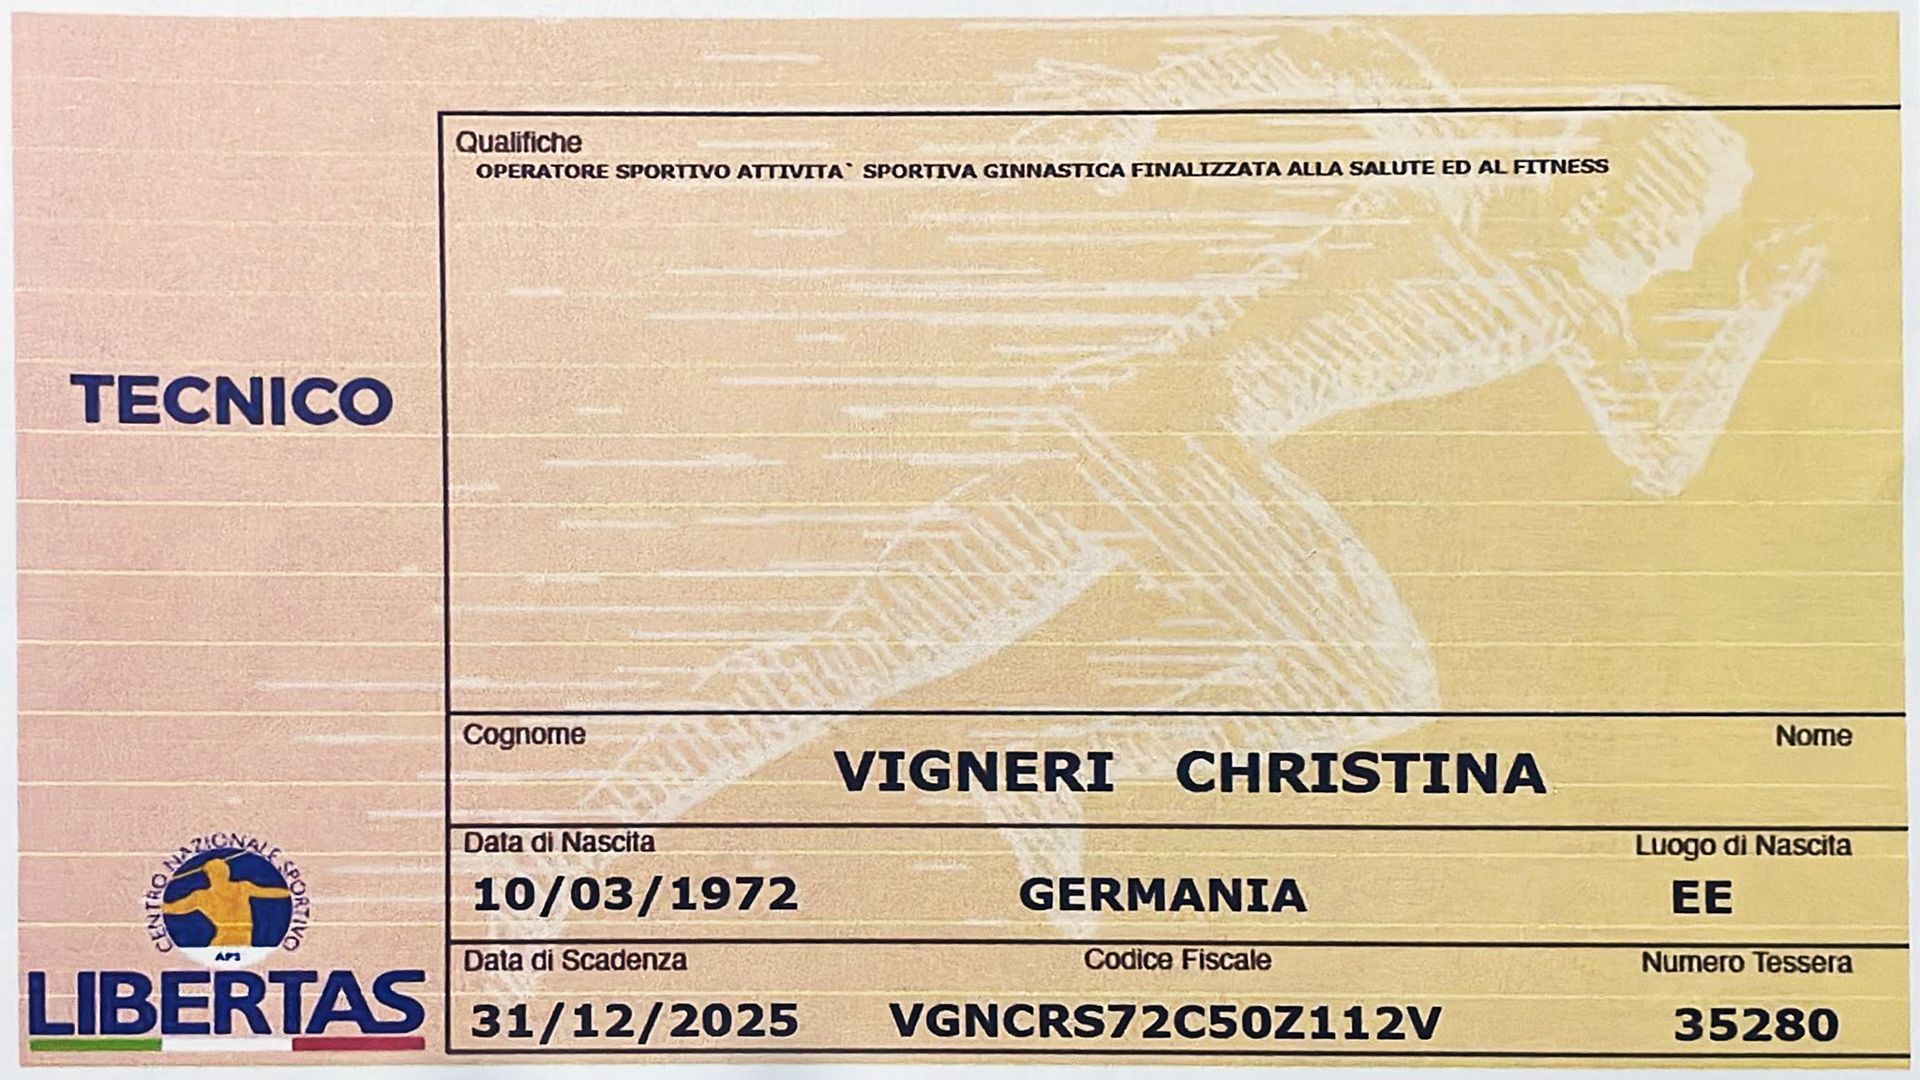 Qualifiche
OPERATORE SPORTIVO ATTIVITA` SPORTIVA GINNASTICA FINALIZZATA ALLA SALUTE ED AL FITNESS
TECNICO
Cognome Nome
VIGNERI CHRISTINA
Data di Nascita Luogo di Nascita
10/03/1972 GERMANIA EE
Data di Scadenza Codice Fiscale Numero Tessera
31/12/2025 VGNCRS72C50Z112V 35280
CENTRO NAZIONALE SPORTIVO
APS
LIBERTAS